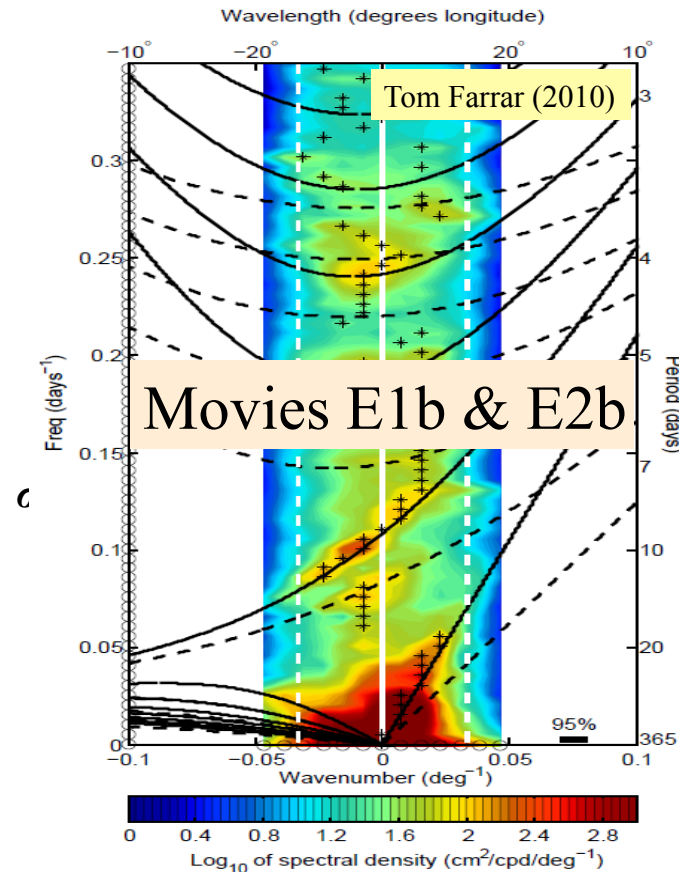 Wavelength (degrees longitude)
−10° −20° 20° 10°
Tom Farrar (2010)
3
0.3
0.25
4
0.2
5
Freq (days⁻¹)
Period (days)
Movies E1b & E2b
0.15
7
0.1
10
0.05
20
95%
0
365
−0.1 −0.05 0 0.05 0.1
Wavenumber (deg⁻¹)
0 0.4 0.8 1.2 1.6 2 2.4 2.8
Log₁₀ of spectral density (cm²/cpd/deg⁻¹)